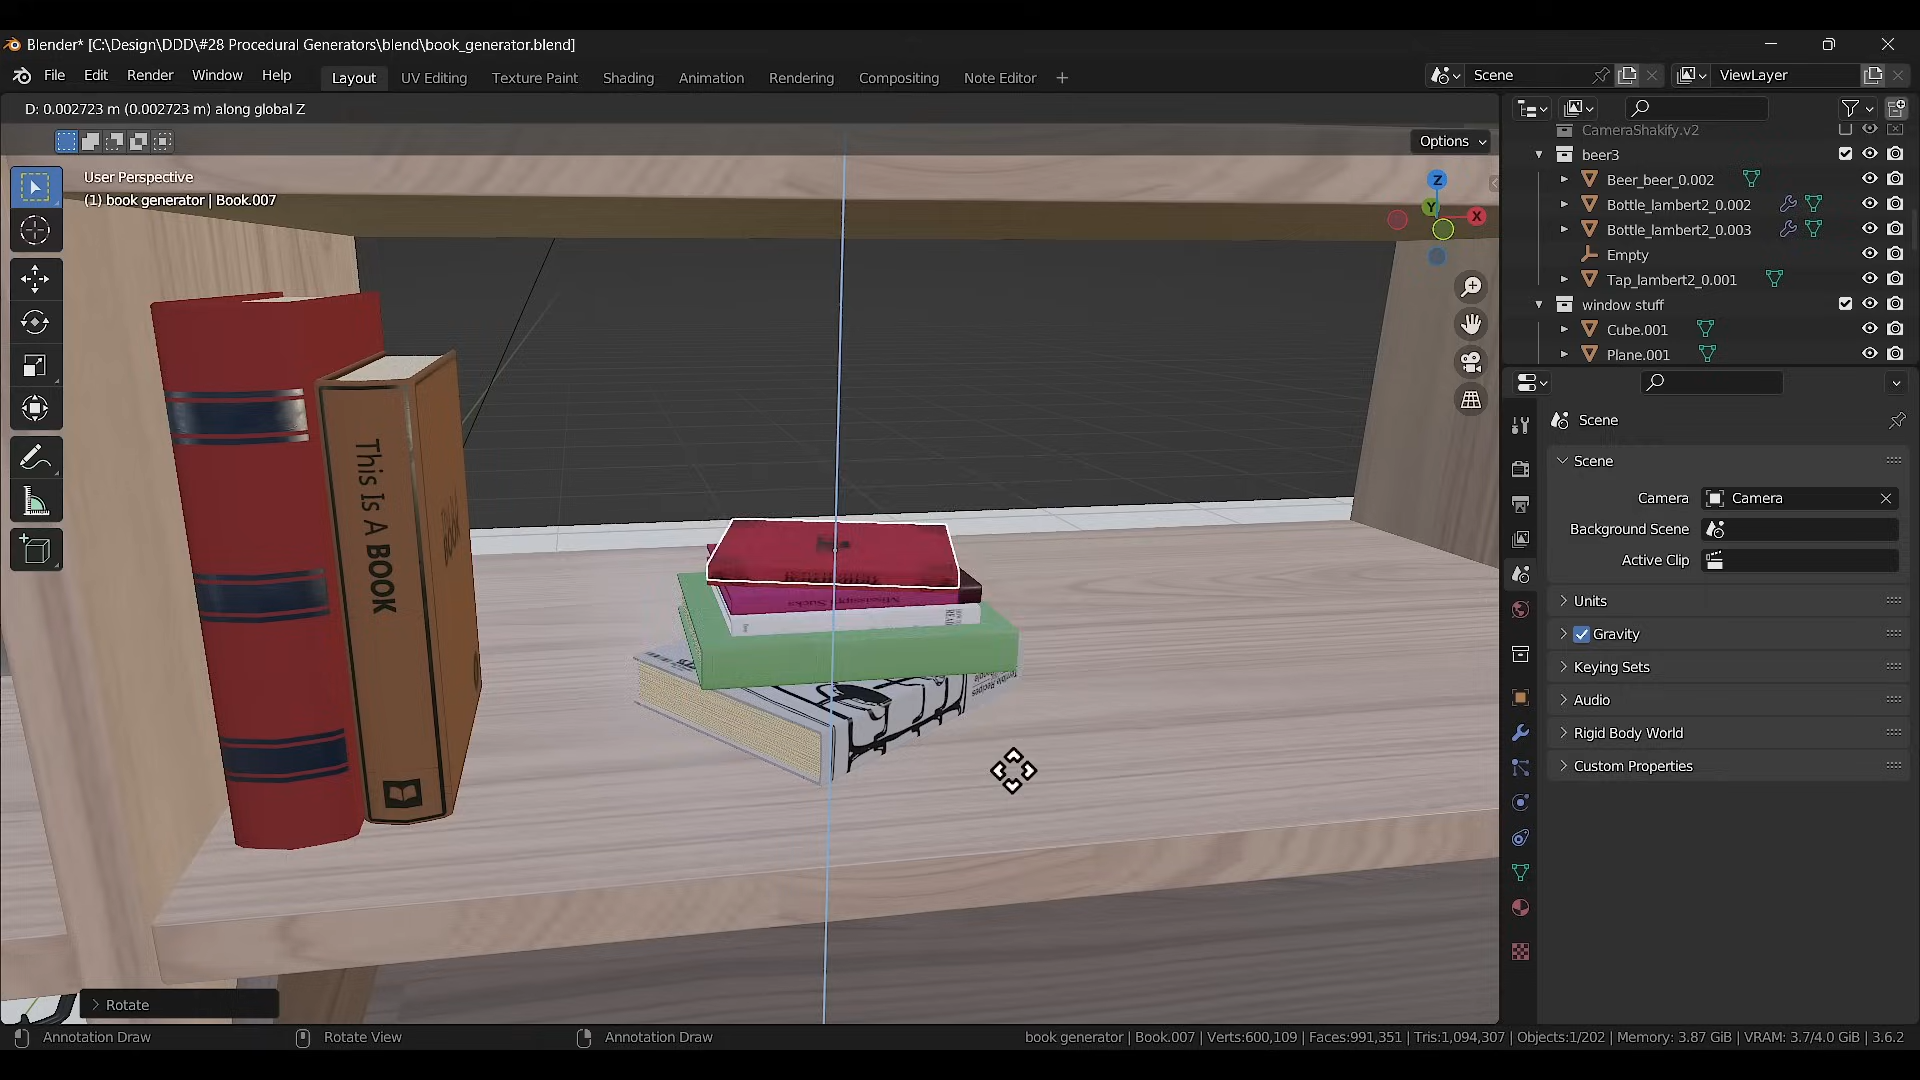 Blender* [C:\Design\DDD\#28 Procedural Generators\blend\book_generator.blend]
File Edit Render Window Help
Layout UV Editing Texture Paint Shading Animation Rendering Compositing Note Editor
Scene
ViewLayer
D: 0.002723 m (0.002723 m) along global Z
Options
User Perspective
(1) book generator | Book.007
Z
Y
X
CameraShakify.v2
beer3
Beer_beer_0.002
Bottle_lambert2_0.002
Bottle_lambert2_0.003
Empty
Tap_lambert2_0.001
window stuff
Cube.001
Plane.001
Scene
Scene
Camera Camera
Background Scene
Active Clip
Units
Gravity
Keying Sets
Audio
Rigid Body World
Custom Properties
This Is A BOOK
Mississippi Sucks
Terrible Recipes
Rotate
Annotation Draw
Rotate View
Annotation Draw
book generator | Book.007 | Verts:600,109 | Faces:991,351 | Tris:1,094,307 | Objects:1/202 | Memory: 3.87 GiB | VRAM: 3.7/4.0 GiB | 3.6.2